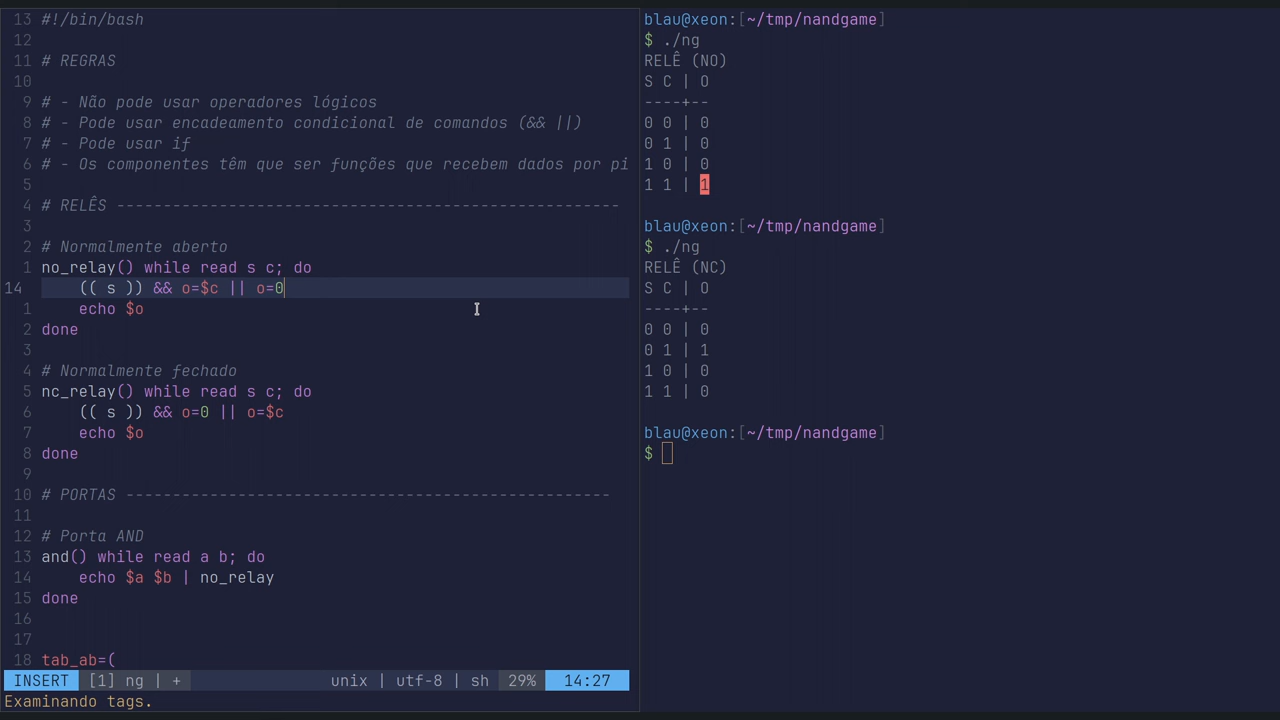 13 #!/bin/bash
12
11 # REGRAS
10
9 # - Não pode usar operadores lógicos
8 # - Pode usar encadeamento condicional de comandos (&& ||)
7 # - Pode usar if
6 # - Os componentes têm que ser funções que recebem dados por pi
5
4 # RELÊS ------------------------------------------------------
3
2 # Normalmente aberto
1 no_relay() while read s c; do
14 (( s )) && o=$c || o=0
1 echo $o
2 done
3
4 # Normalmente fechado
5 nc_relay() while read s c; do
6 (( s )) && o=0 || o=$c
7 echo $o
8 done
9
10 # PORTAS ----------------------------------------------------
11
12 # Porta AND
13 and() while read a b; do
14 echo $a $b | no_relay
15 done
16
17
18 tab_ab=(
INSERT [1] ng | + unix | utf-8 | sh 29% 14:27
Examinando tags.
blau@xeon:[~/tmp/nandgame]
$ ./ng
RELÊ (NO)
S C | O
----+--
0 0 | 0
0 1 | 0
1 0 | 0
1 1 | 1
blau@xeon:[~/tmp/nandgame]
$ ./ng
RELÊ (NC)
S C | O
----+--
0 0 | 0
0 1 | 1
1 0 | 0
1 1 | 0
blau@xeon:[~/tmp/nandgame]
$